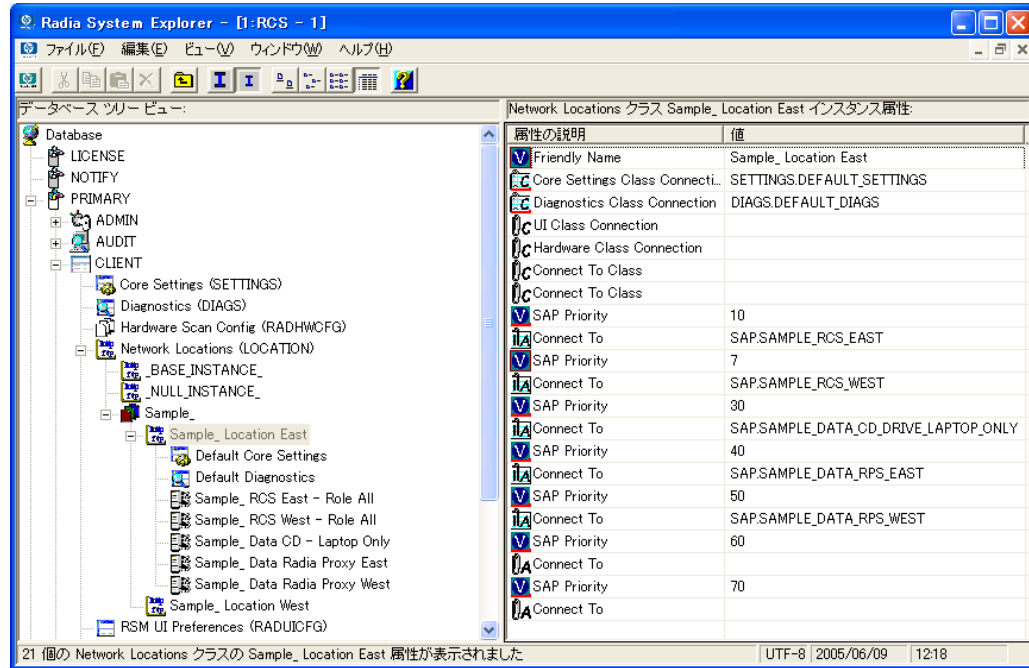 Radia System Explorer - [1:RCS - 1]
ファイル(F) 編集(E) ビュー(V) ウィンドウ(W) ヘルプ(H)
データベース ツリー ビュー:
Database
LICENSE
NOTIFY
PRIMARY
ADMIN
AUDIT
CLIENT
Core Settings (SETTINGS)
Diagnostics (DIAGS)
Hardware Scan Config (RADHWCFG)
Network Locations (LOCATION)
_BASE_INSTANCE_
_NULL_INSTANCE_
Sample_
Sample_ Location East
Default Core Settings
Default Diagnostics
Sample_ RCS East - Role All
Sample_ RCS West - Role All
Sample_ Data CD - Laptop Only
Sample_ Data Radia Proxy East
Sample_ Data Radia Proxy West
Sample_ Location West
RSM UI Preferences (RADUICFG)
Network Locations クラス Sample_ Location East インスタンス属性:
属性の説明 値
Friendly Name Sample_ Location East
Core Settings Class Connecti... SETTINGS.DEFAULT_SETTINGS
Diagnostics Class Connection DIAGS.DEFAULT_DIAGS
UI Class Connection
Hardware Class Connection
Connect To Class
Connect To Class
SAP Priority 10
Connect To SAP.SAMPLE_RCS_EAST
SAP Priority 7
Connect To SAP.SAMPLE_RCS_WEST
SAP Priority 30
Connect To SAP.SAMPLE_DATA_CD_DRIVE_LAPTOP_ONLY
SAP Priority 40
Connect To SAP.SAMPLE_DATA_RPS_EAST
SAP Priority 50
Connect To SAP.SAMPLE_DATA_RPS_WEST
SAP Priority 60
Connect To
SAP Priority 70
Connect To
21 個の Network Locations クラスの Sample_ Location East 属性が表示されました UTF-8 2005/06/09 12:18